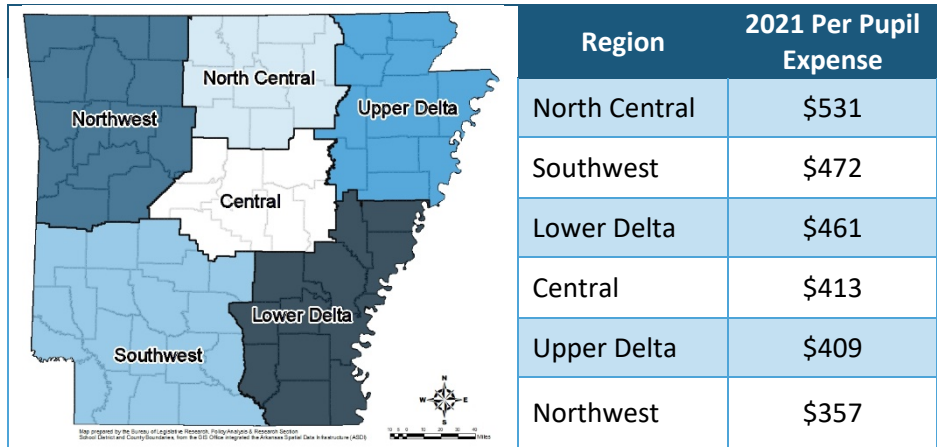 North Central
Northwest
Upper Delta
Central
Lower Delta
Southwest
N
W E
S
Miles
Map prepared by the Bureau of Legislative Research, Policy Analysis & Research Section
School District and County Boundaries, from the GIS Office integrated the Arkansas Spatial Data Infrastructure (ASDI)
Region
2021 Per Pupil
Expense
North Central $531
Southwest $472
Lower Delta $461
Central $413
Upper Delta $409
Northwest $357